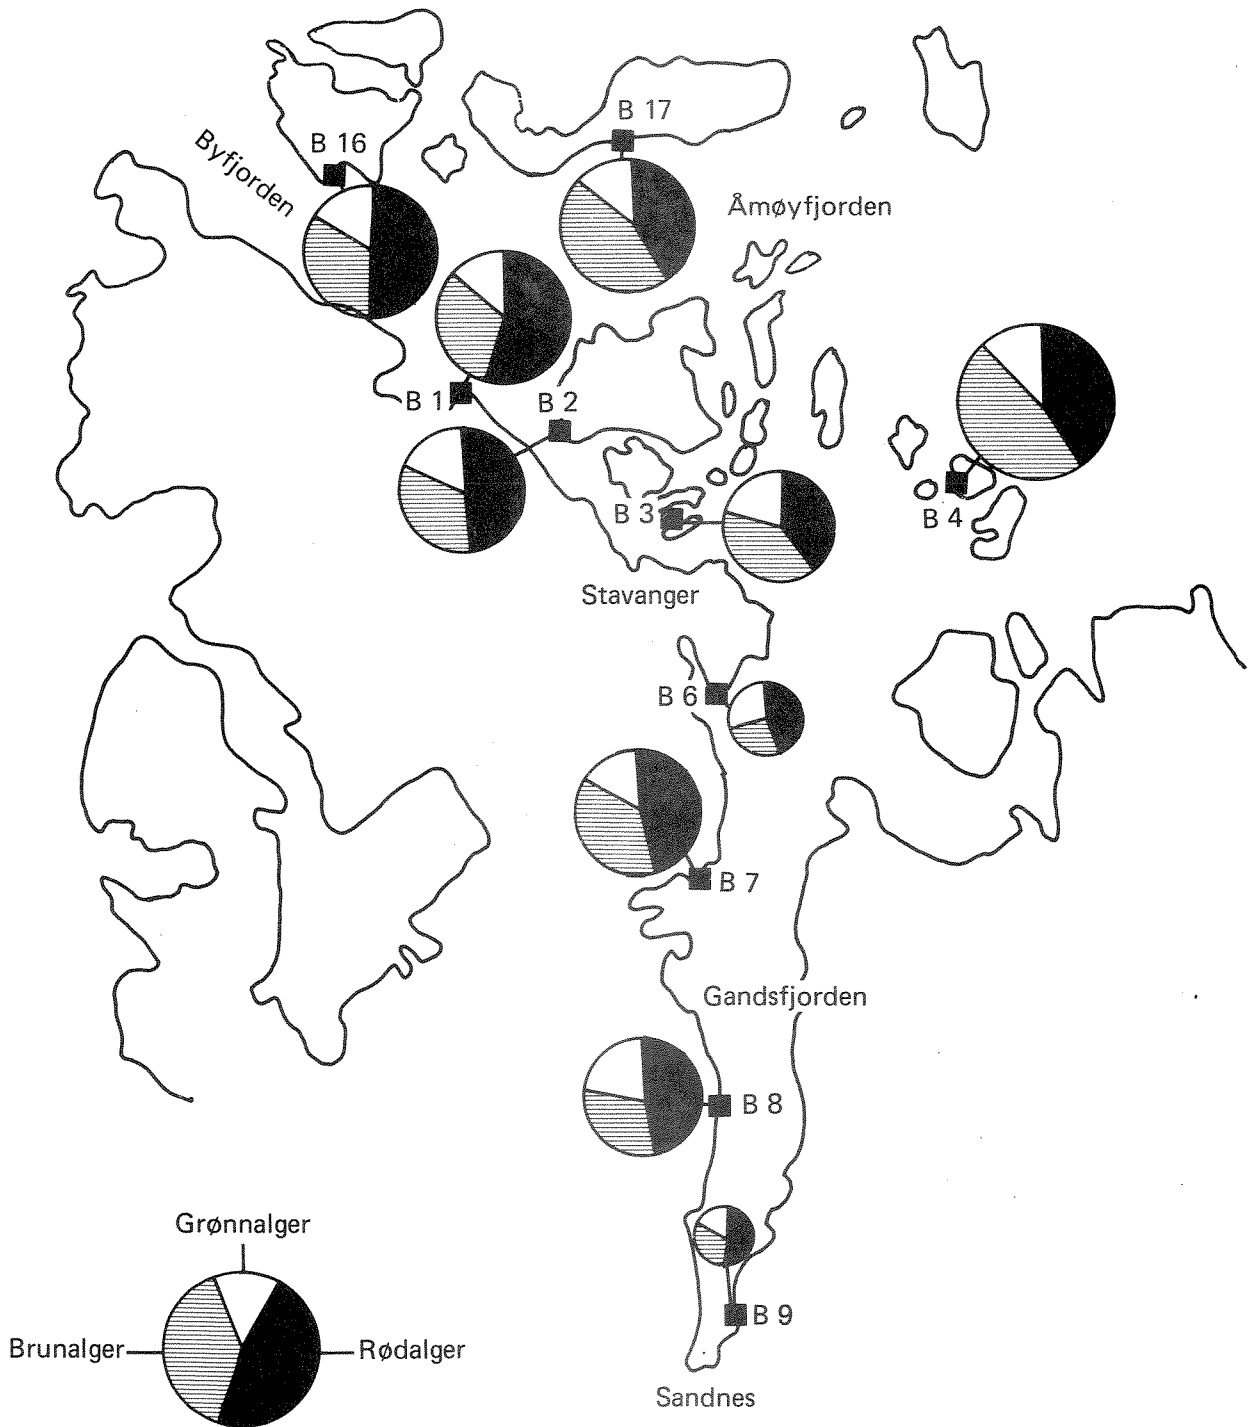 B 17
B 16
Byfjorden
Åmøyfjorden
B 1
B 2
B 3
B 4
Stavanger
B 6
B 7
Gandsfjorden
B 8
Grønnalger
Brunalger
Rødalger
B 9
Sandnes